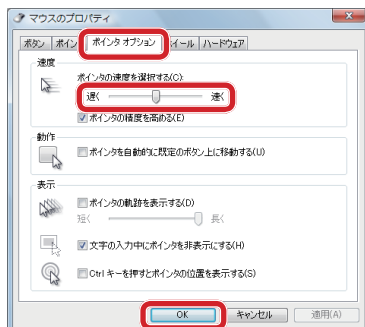 マウスのプロパティ
ボタン ポイン ポインタ オプション イール ハードウェア
速度
ポインタの速度を選択する(C):
遅く 速く
ポインタの精度を高める(E)
動作
ポインタを自動的に既定のボタン上に移動する(U)
表示
ポインタの軌跡を表示する(D)
短く 長く
文字の入力中にポインタを非表示にする(H)
Ctrl キーを押すとポインタの位置を表示する(S)
OK キャンセル 適用(A)